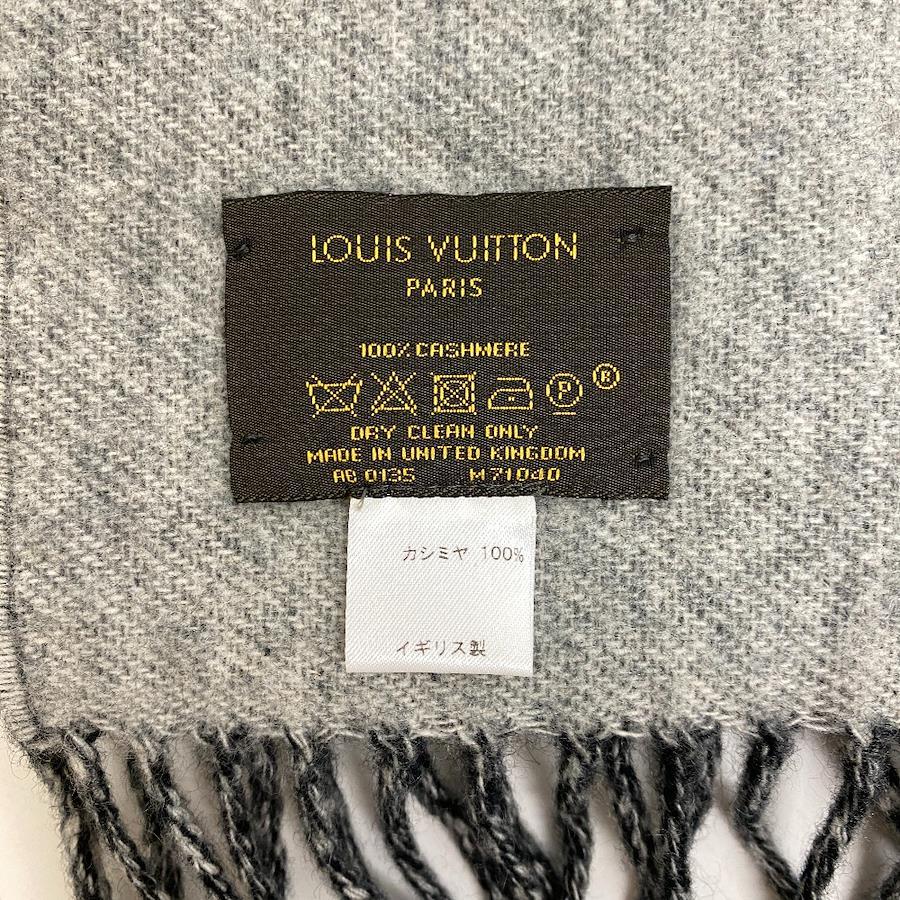 LOUIS VUITTON
PARIS
100% CASHMERE
P ®
DRY CLEAN ONLY
MADE IN UNITED KINGDOM
AB 0135 M71040
カシミヤ 100%
イギリス製